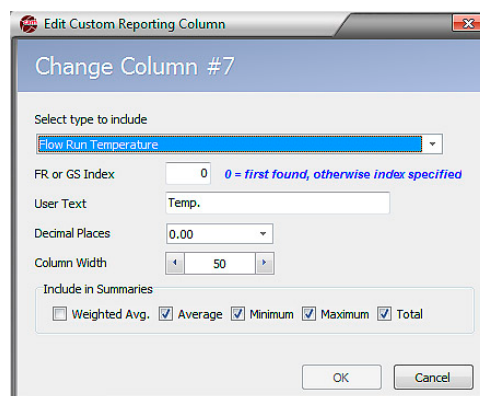 Edit Custom Reporting Column
Change Column #7
Select type to include
Flow Run Temperature
FR or GS Index 0 0 = first found, otherwise index specified
User Text Temp.
Decimal Places 0.00
Column Width 50
Include in Summaries
Weighted Avg. Average Minimum Maximum Total
OK Cancel